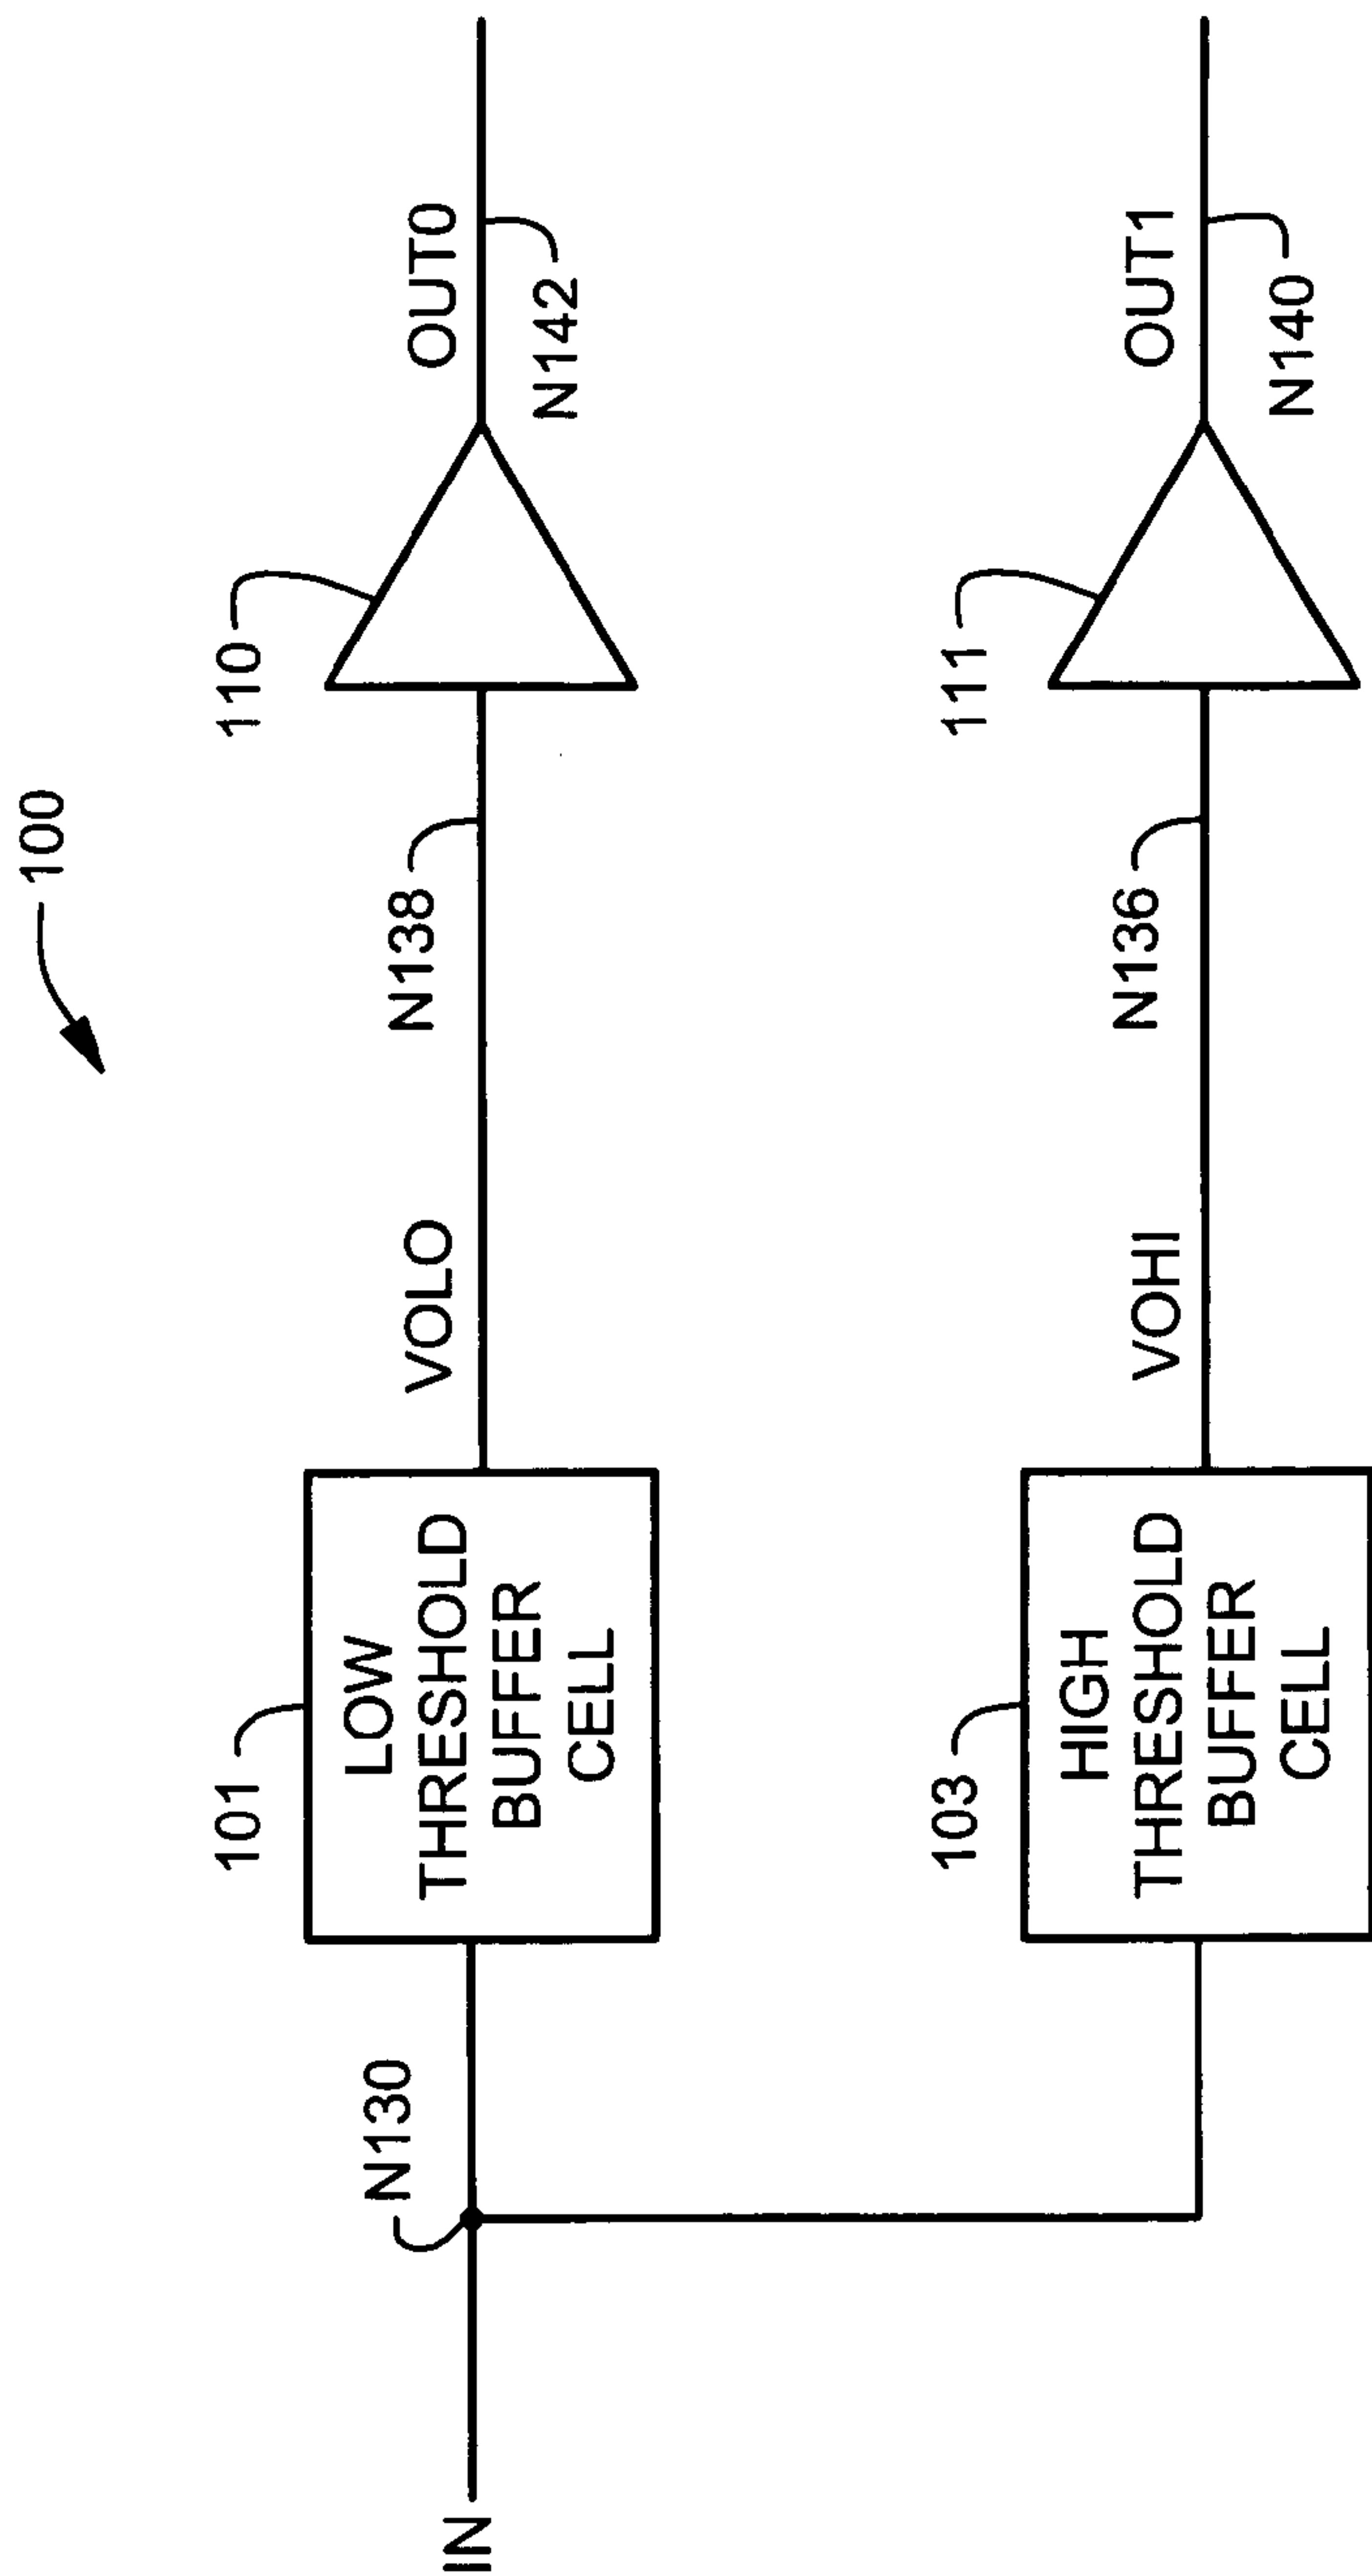 100
IN
N130
101
LOW
THRESHOLD
BUFFER
CELL
VOLO
N138
110
OUT0
N142
103
HIGH
THRESHOLD
BUFFER
CELL
VOHI
N136
111
OUT1
N140